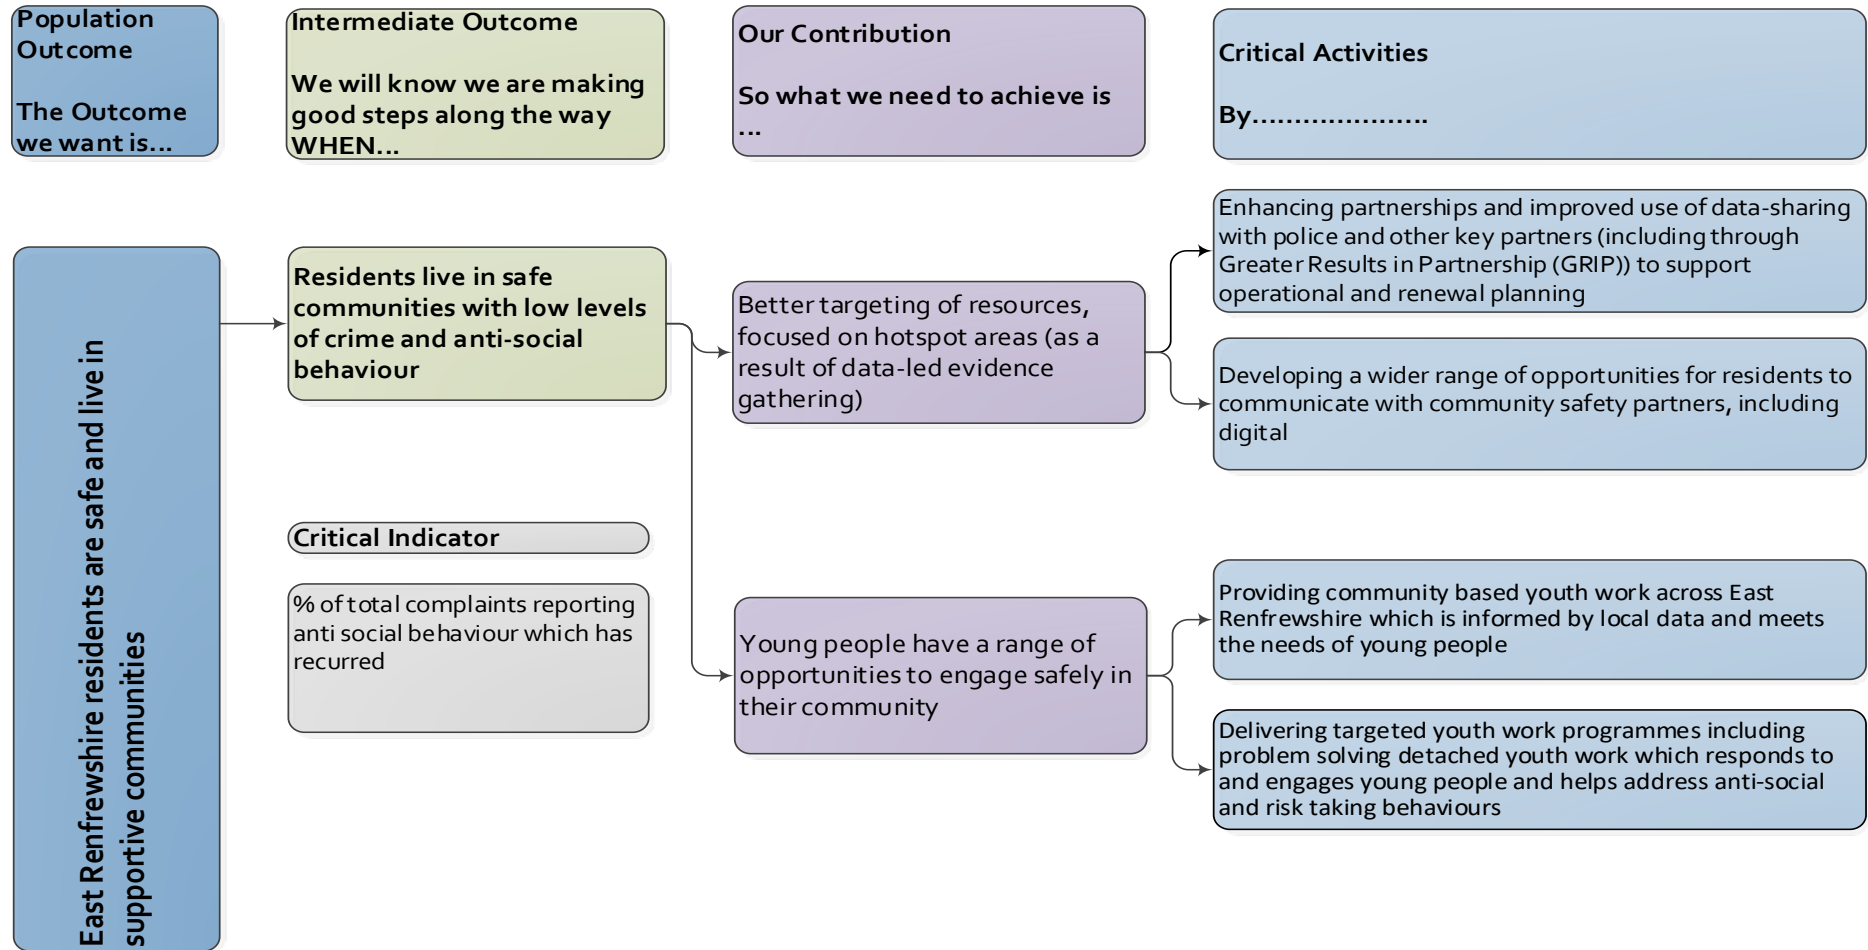 Population
Outcome
The Outcome
we want is...
Intermediate Outcome
We will know we are making
good steps along the way
WHEN...
Our Contribution
So what we need to achieve is
...
Critical Activities
By.....................
East Renfrewshire residents are safe and live in
supportive communities
Residents live in safe
communities with low levels
of crime and anti-social
behaviour
Critical Indicator
% of total complaints reporting
anti social behaviour which has
recurred
Better targeting of resources,
focused on hotspot areas (as a
result of data-led evidence
gathering)
Young people have a range of
opportunities to engage safely in
their community
Enhancing partnerships and improved use of data-sharing
with police and other key partners (including through
Greater Results in Partnership (GRIP)) to support
operational and renewal planning
Developing a wider range of opportunities for residents to
communicate with community safety partners, including
digital
Providing community based youth work across East
Renfrewshire which is informed by local data and meets
the needs of young people
Delivering targeted youth work programmes including
problem solving detached youth work which responds to
and engages young people and helps address anti-social
and risk taking behaviours